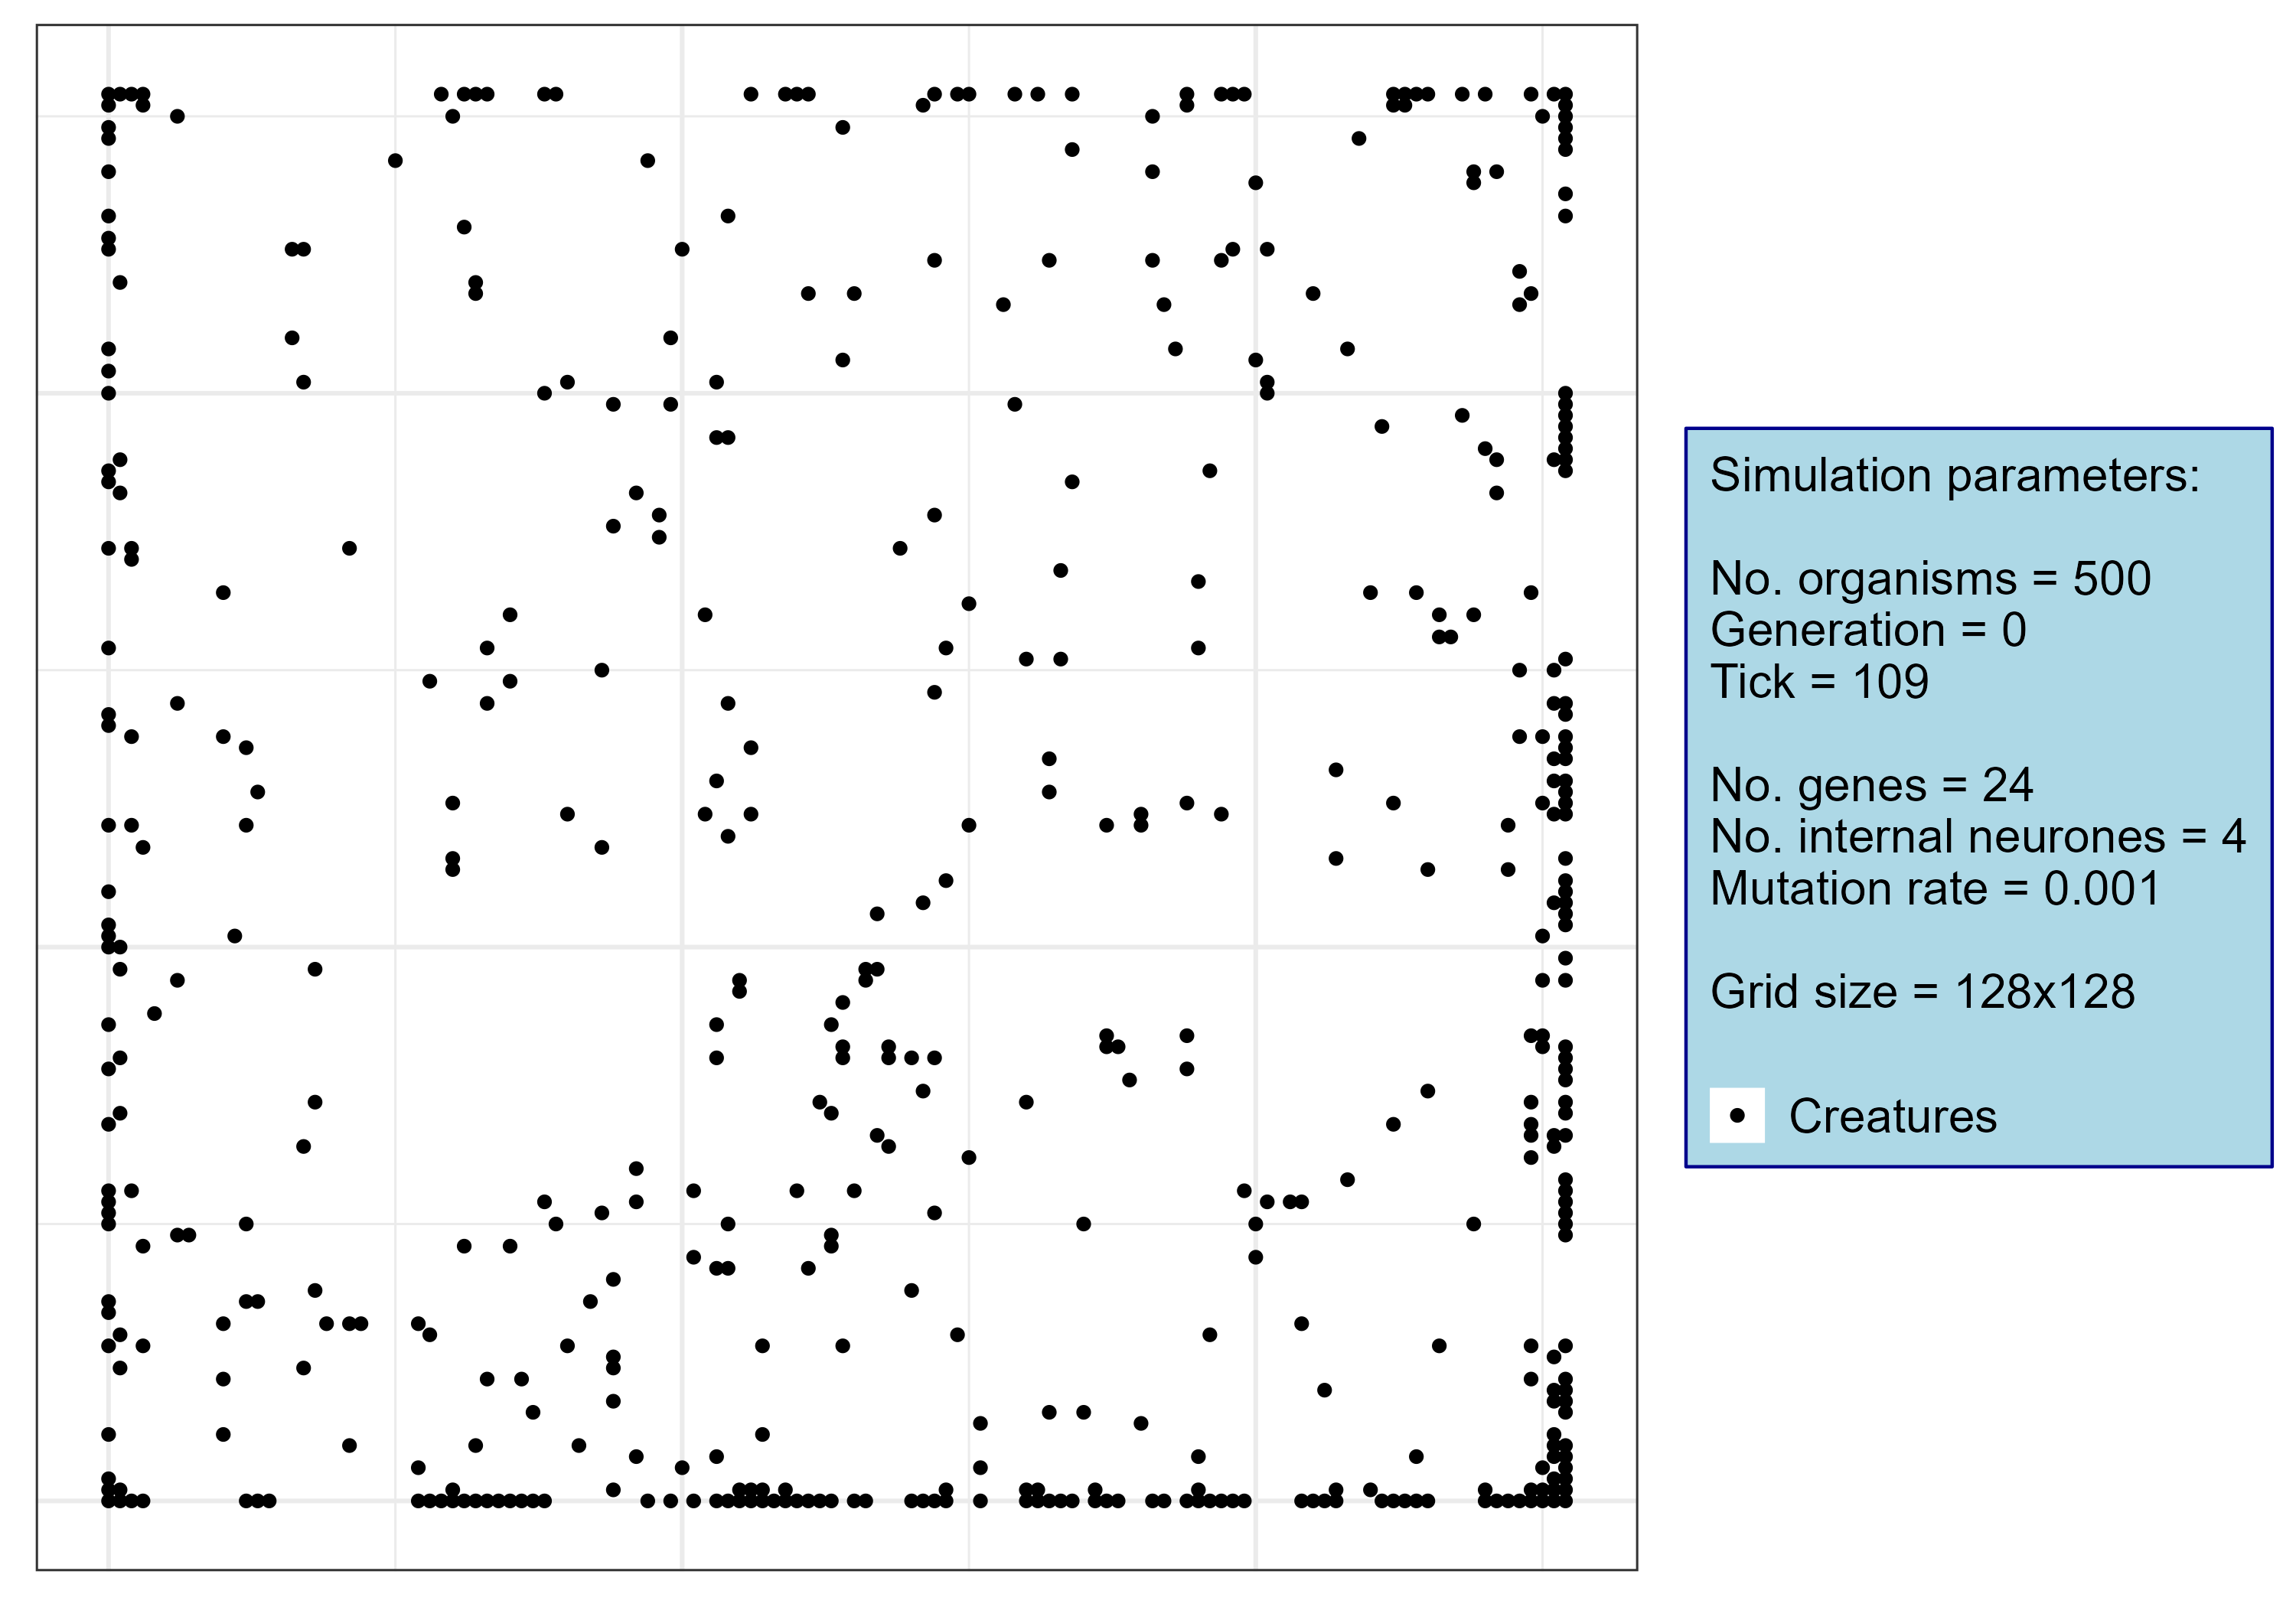 Simulation parameters:
No. organisms = 500
Generation = 0
Tick = 109
No. genes = 24
No. internal neurones = 4
Mutation rate = 0.001
Grid size = 128x128
Creatures